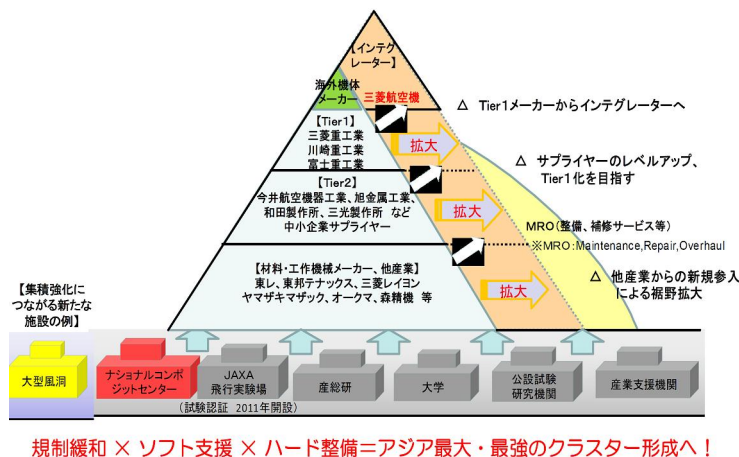 【インテグ
レーター】
海外機体
メーカー
三菱航空機
△ Tier1メーカーからインテグレーターへ
【Tier1】
三菱重工業
川崎重工業
富士重工業
拡大
△ サプライヤーのレベルアップ、
Tier1化を目指す
【Tier2】
今井航空機器工業、旭金属工業、
和田製作所、三光製作所 など
中小企業サプライヤー
拡大
MRO(整備、補修サービス等)
※MRO:Maintenance,Repair,Overhaul
【材料・工作機械メーカー、他産業】
東レ、東邦テナックス、三菱レイヨン
ヤマザキマザック、オークマ、森精機 等
拡大
△ 他産業からの新規参入
による裾野拡大
【集積強化に
つながる新たな
施設の例】
大型風洞
ナショナルコンポ
ジットセンター
JAXA
飛行実験場
産総研
大学
公設試験
研究機関
産業支援機関
(試験認証 2011年開設)
規制緩和 × ソフト支援 × ハード整備=アジア最大・最強のクラスター形成へ!